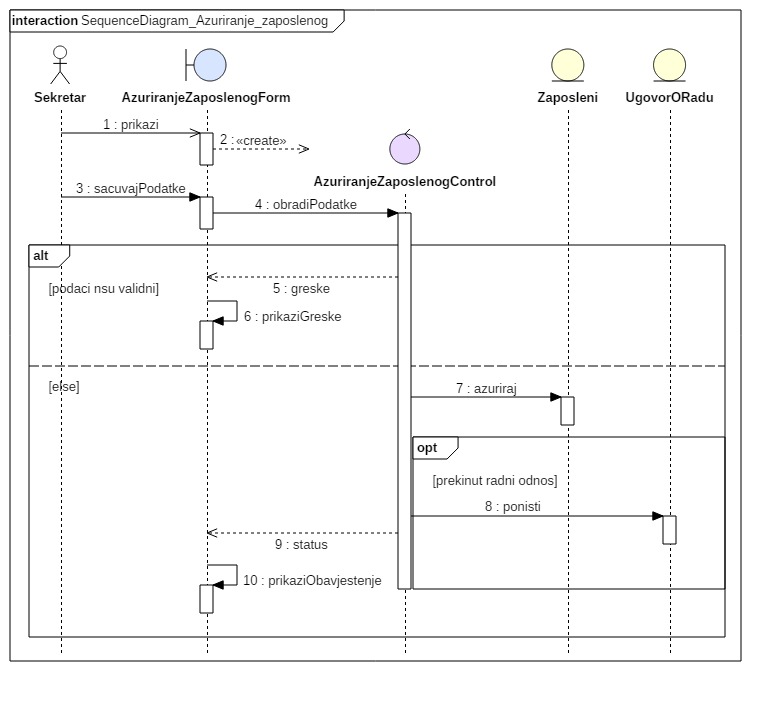 interaction SequenceDiagram_Azuriranje_zaposlenog
Sekretar
AzuriranjeZaposlenogForm
Zaposleni
UgovorORadu
1 : prikazi
2 : «create»
AzuriranjeZaposlenogControl
3 : sacuvajPodatke
4 : obradiPodatke
alt
[podaci nsu validni]
5 : greske
6 : prikaziGreske
[else]
7 : azuriraj
opt
[prekinut radni odnos]
8 : ponisti
9 : status
10 : prikaziObavjestenje